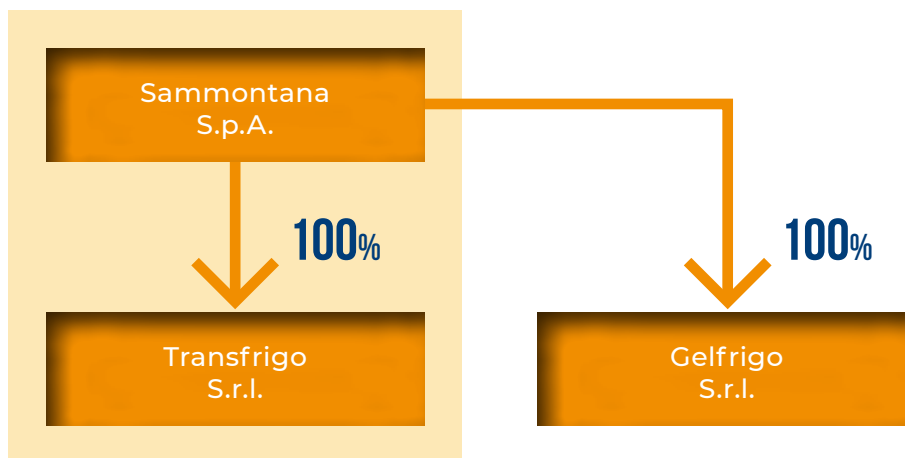 Sammontana
S.p.A.
100%
100%
Transfrigo
S.r.l.
Gelfrigo
S.r.l.